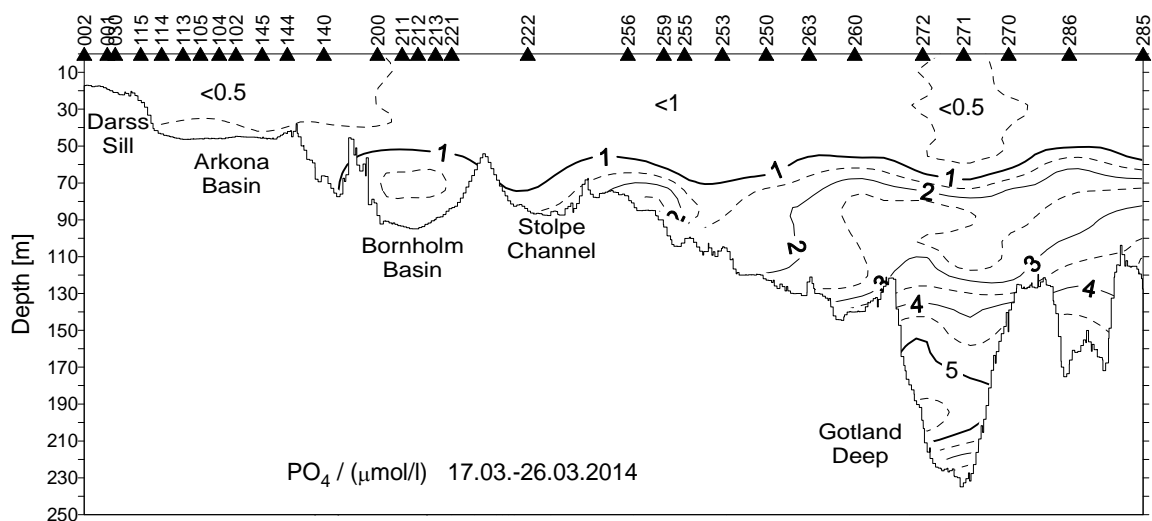 002 001 030 115 114 113 105 104 102 145 144 140 200 211 212 213 221 222 256 259 255 253 250 263 260 272 271 270 286 285
10
30
50
70
90
110
130
150
170
190
210
230
250
Depth [m]
<0.5
<1
<0.5
Darss
Sill
Arkona
Basin
1
1
1
1
2
Bornholm
Basin
Stolpe
Channel
2
2
3
3
4
4
5
Gotland
Deep
PO4 / (μmol/l) 17.03.-26.03.2014